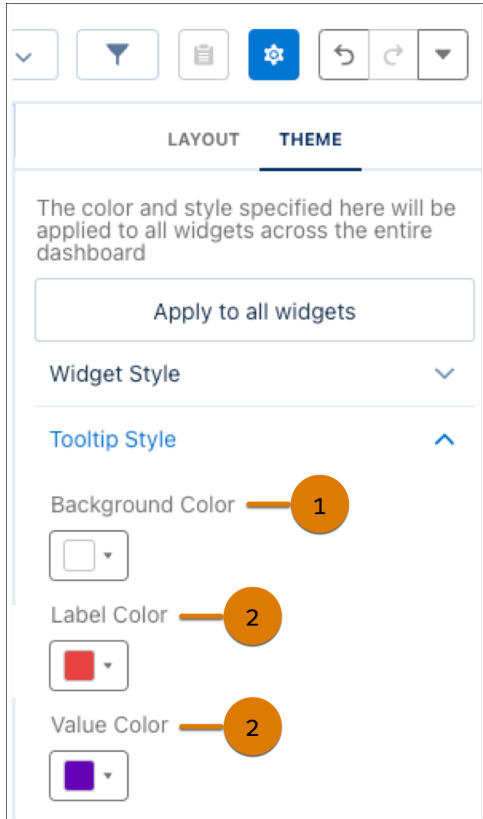 LAYOUT THEME
The color and style specified here will be
applied to all widgets across the entire
dashboard
Apply to all widgets
Widget Style
Tooltip Style
Background Color 1
Label Color 2
Value Color 2